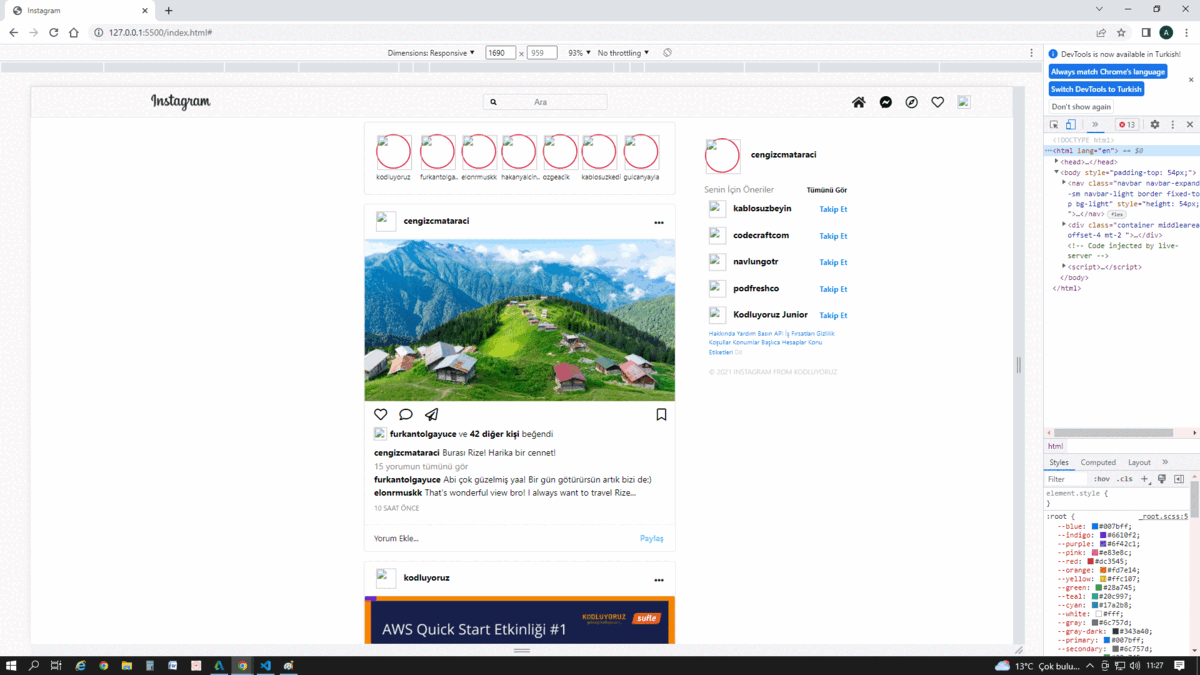 Instagram
127.0.0.1:5500/index.html#
Dimensions: Responsive ▼ 1690 × 959 93% ▼ No throttling ▼
DevTools is now available in Turkish!
Always match Chrome's language
Switch DevTools to Turkish
Don't show again
13
Instagram
Ara
kodluyoruz furkantolga.. elonrmuskk hakanyalcin.. ozgeacik kablosuzkedi gulcanyayla
cengizcmataraci
Senin İçin Öneriler Tümünü Gör
kablosuzbeyin Takip Et
codecraftcom Takip Et
navlungotr Takip Et
podfreshco Takip Et
Kodluyoruz Junior Takip Et
Hakkında Yardım Basın API İş Fırsatları Gizlilik
Koşullar Konumlar Başlıca Hesaplar Konu
Etiketleri Dil
© 2021 INSTAGRAM FROM KODLUYORUZ
cengizcmataraci
furkantolgayuce ve 42 diğer kişi beğendi
cengizcmataraci Burası Rize! Harika bir cennet!
15 yorumun tümünü gör
furkantolgayuce Abi çok güzelmiş yaa! Bir gün götürürsün artık bizi de:)
elonrmuskk That's wonderful view bro! I always want to travel Rize...
10 SAAT ÖNCE
Yorum Ekle... Paylaş
kodluyoruz
KODLUYORUZ
sufle
AWS Quick Start Etkinliği #1
<!DOCTYPE html>
<html lang="en"> == $0
<head>…</head>
<body style="padding-top: 54px;">
<nav class="navbar navbar-expand
-sm navbar-light border fixed-to
p bg-light" style="height: 54px;
">…</nav> flex
<div class="container middlearea
offset-4 mt-2 ">…</div>
<!-- Code injected by live-
server -->
<script>…</script>
</body>
</html>
html
Styles Computed Layout
Filter :hov .cls
element.style {
}
:root { _root.scss:5
--blue: #007bff;
--indigo: #6610f2;
--purple: #6f42c1;
--pink: #e83e8c;
--red: #dc3545;
--orange: #fd7e14;
--yellow: #ffc107;
--green: #28a745;
--teal: #20c997;
--cyan: #17a2b8;
--white: #fff;
--gray: #6c757d;
--gray-dark: #343a40;
--primary: #007bff;
--secondary: #6c757d;
13°C Çok bulu... 11:27